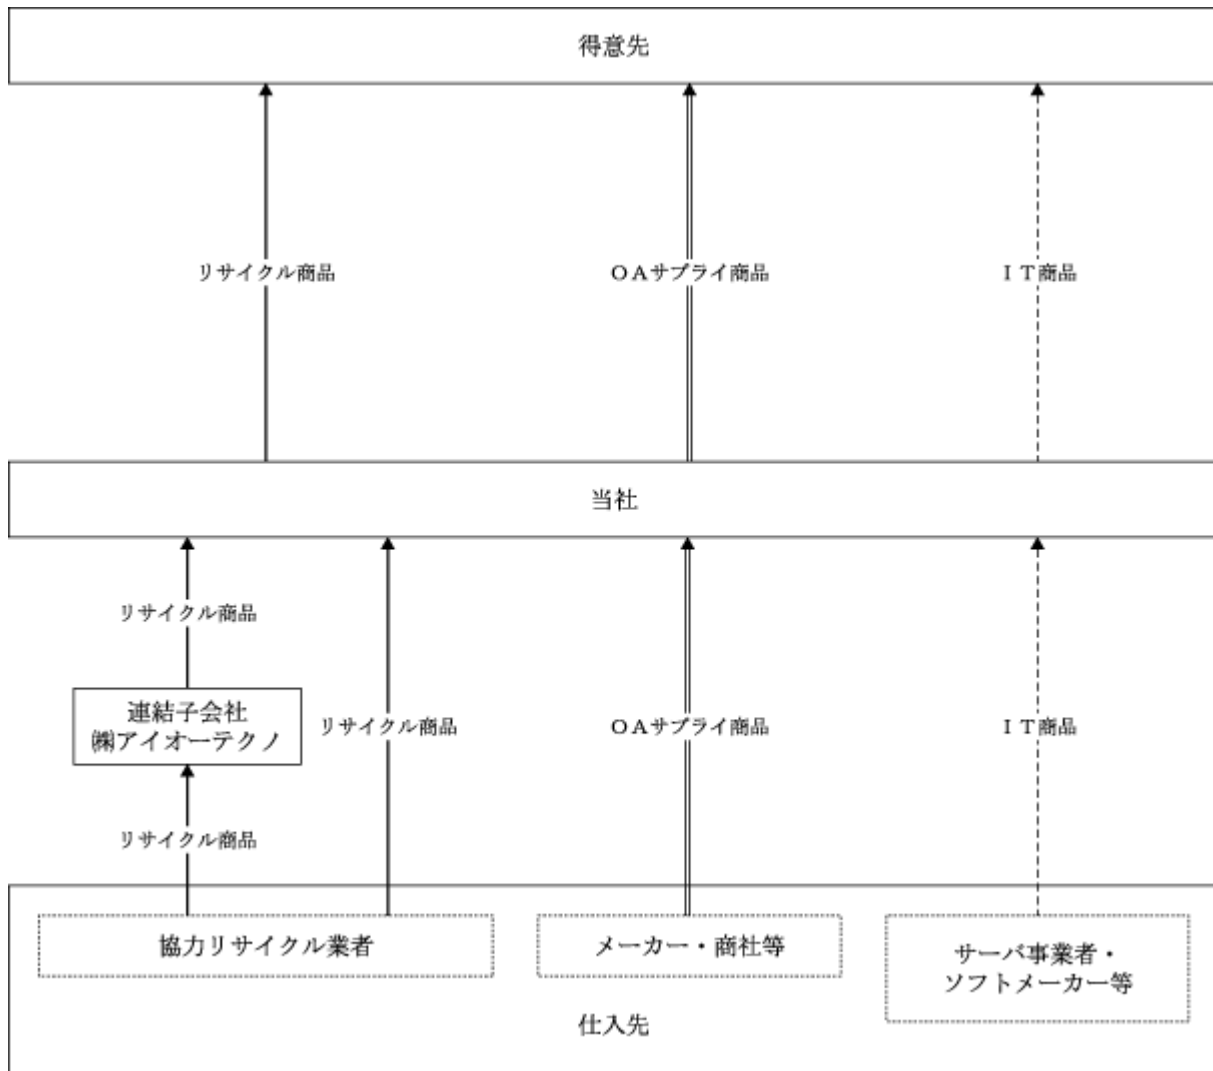 得意先
リサイクル商品
ＯＡサプライ商品
ＩＴ商品
当社
リサイクル商品
連結子会社
㈱アイオーテクノ
リサイクル商品
ＯＡサプライ商品
ＩＴ商品
リサイクル商品
協力リサイクル業者
メーカー・商社等
サーバ事業者・
ソフトメーカー等
仕入先